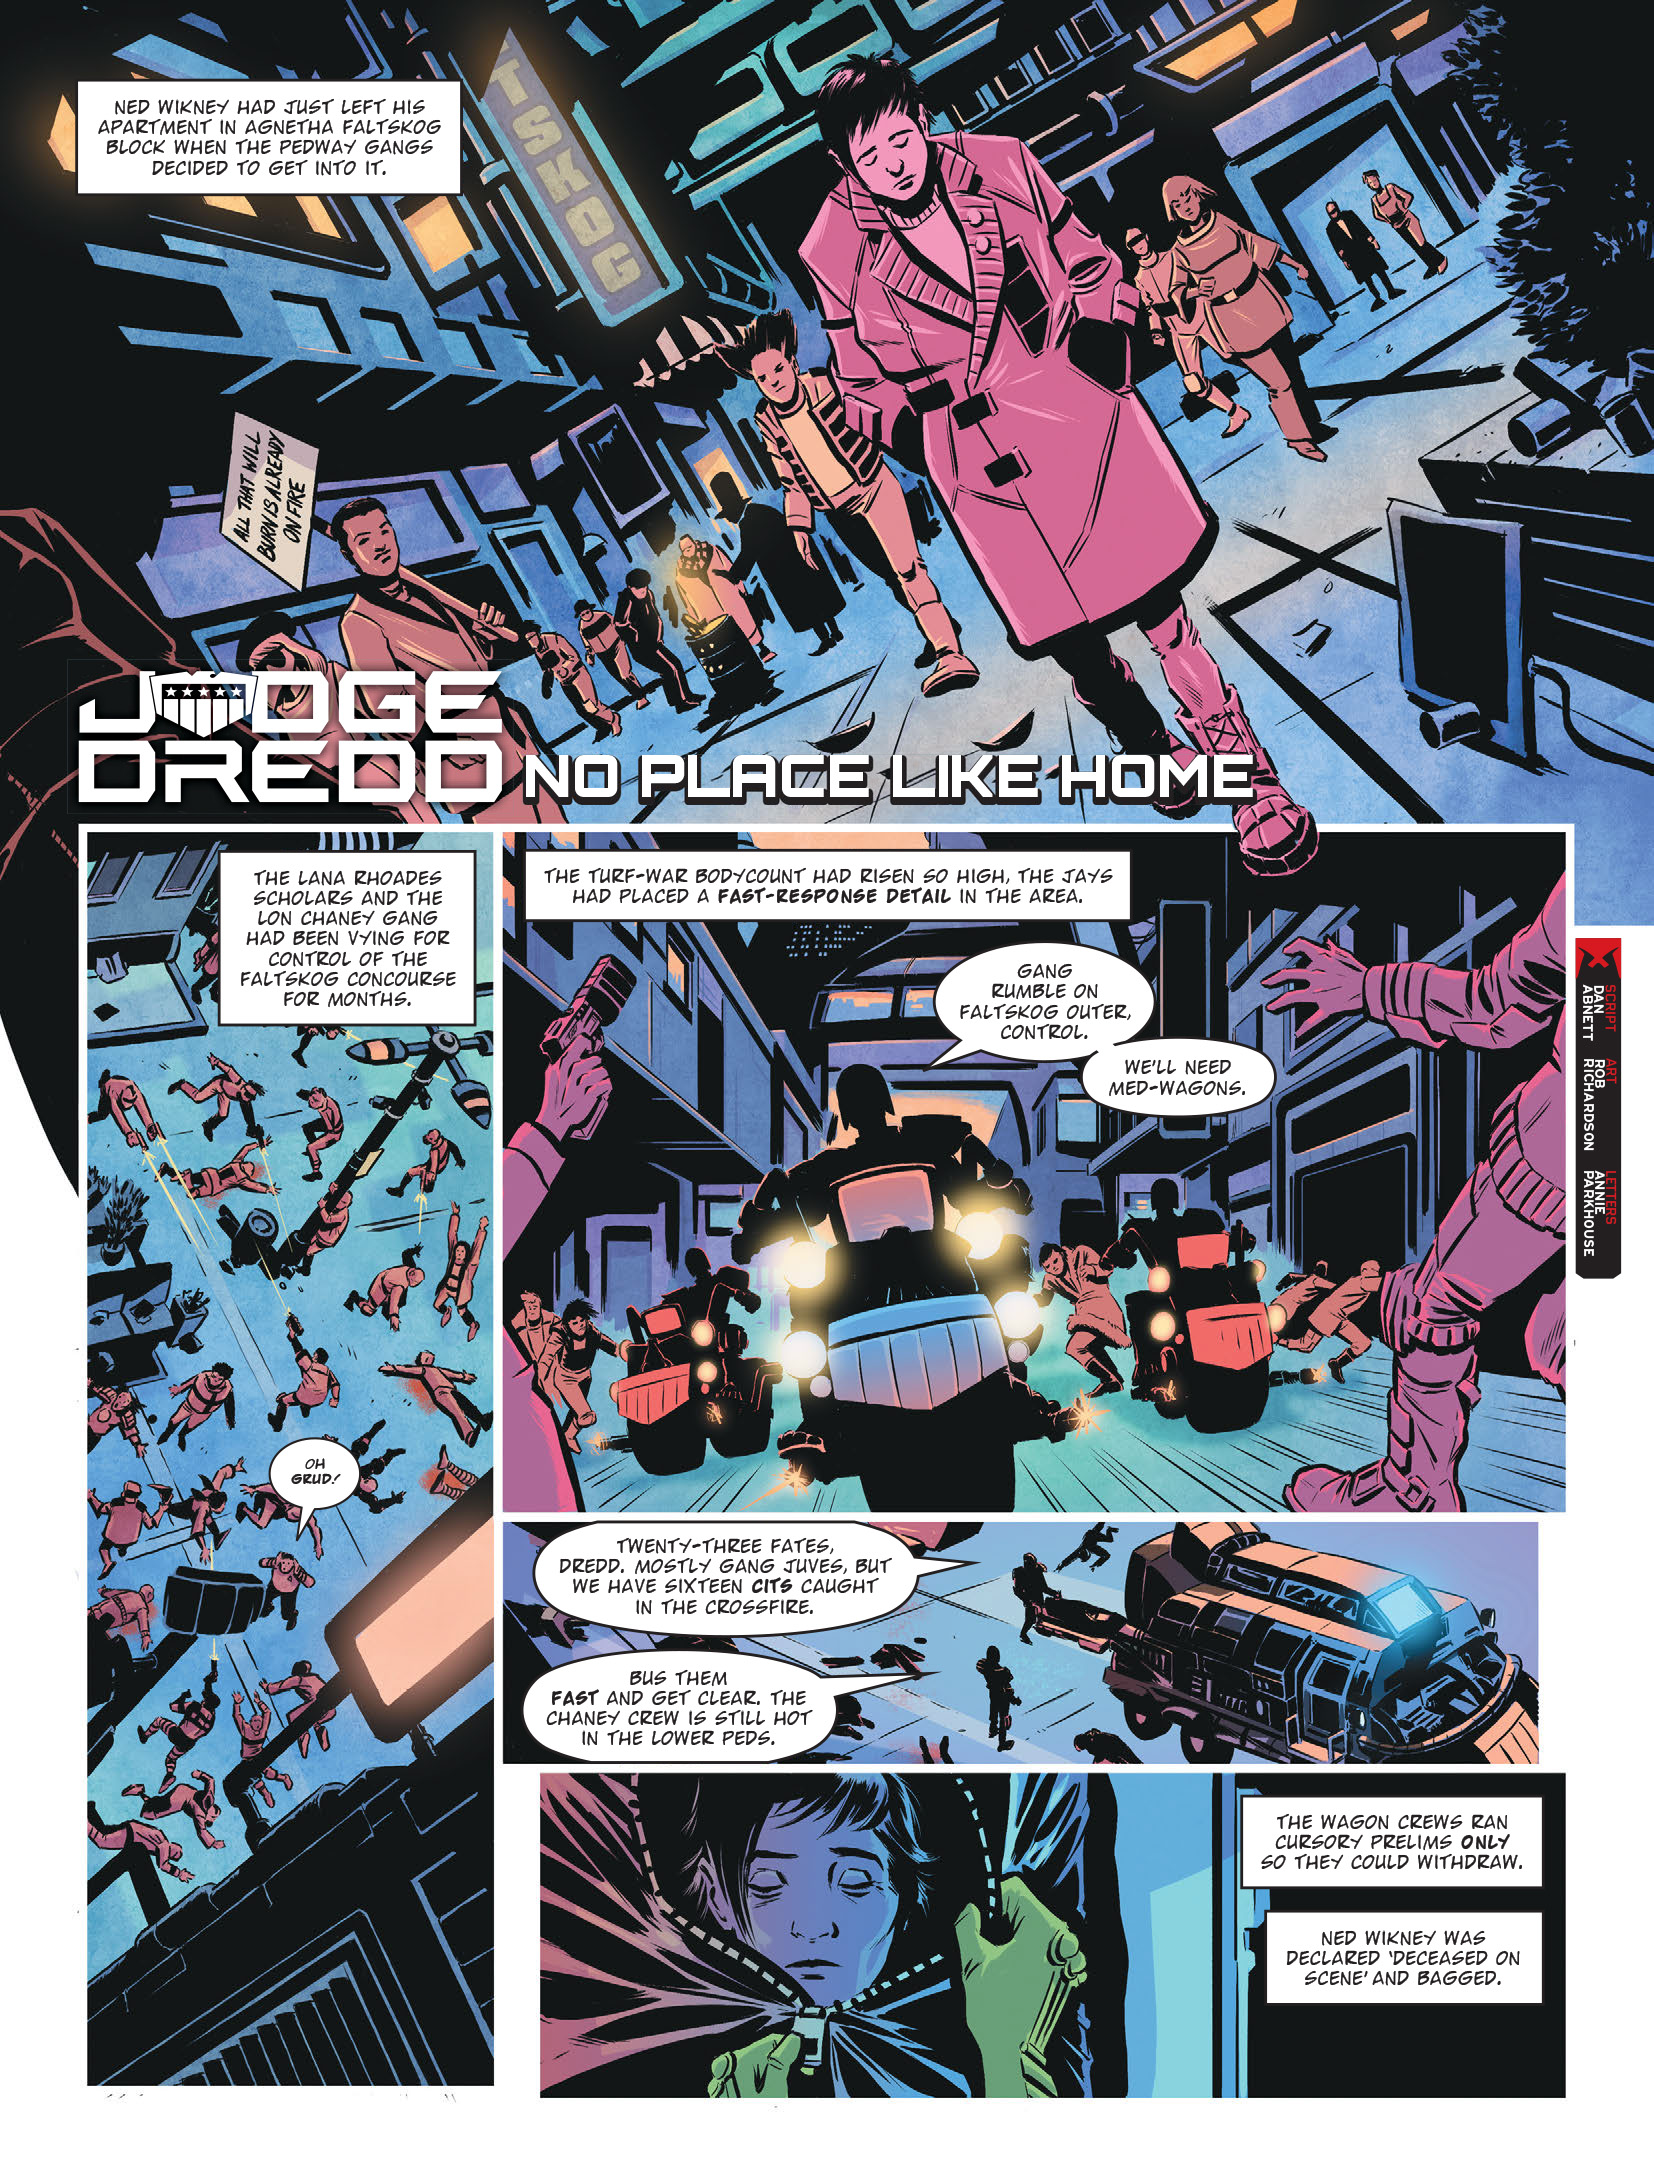 NED WIKNEY HAD JUST LEFT HIS
APARTMENT IN AGNETHA FALTSKOG
BLOCK WHEN THE PEDWAY GANGS
DECIDED TO GET INTO IT.
TSKOG
ALL THAT WILL
BURN IS ALREADY
ON FIRE
JUDGE
DREDD
NO PLACE LIKE HOME
THE LANA RHOADES
SCHOLARS AND THE
LON CHANEY GANG
HAD BEEN VYING FOR
CONTROL OF THE
FALTSKOG CONCOURSE
FOR MONTHS.
OH
GRUD!
THE TURF-WAR BODYCOUNT HAD RISEN SO HIGH, THE JAYS
HAD PLACED A FAST-RESPONSE DETAIL IN THE AREA.
GANG
RUMBLE ON
FALTSKOG OUTER,
CONTROL.
WE'LL NEED
MED-WAGONS.
SCRIPT
DAN
ABNETT
ART
ROB
RICHARDSON
LETTERS
ANNIE
PARKHOUSE
TWENTY-THREE FATES,
DREDD. MOSTLY GANG JUVES, BUT
WE HAVE SIXTEEN CITS CAUGHT
IN THE CROSSFIRE.
BUS THEM
FAST AND GET CLEAR. THE
CHANEY CREW IS STILL HOT
IN THE LOWER PEDS.
THE WAGON CREWS RAN
CURSORY PRELIMS ONLY
SO THEY COULD WITHDRAW.
NED WIKNEY WAS
DECLARED 'DECEASED ON
SCENE' AND BAGGED.